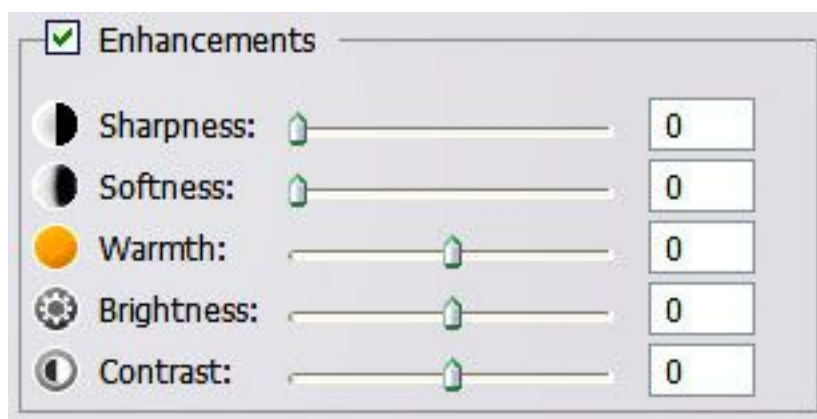 Enhancements
Sharpness: 0
Softness: 0
Warmth: 0
Brightness: 0
Contrast: 0